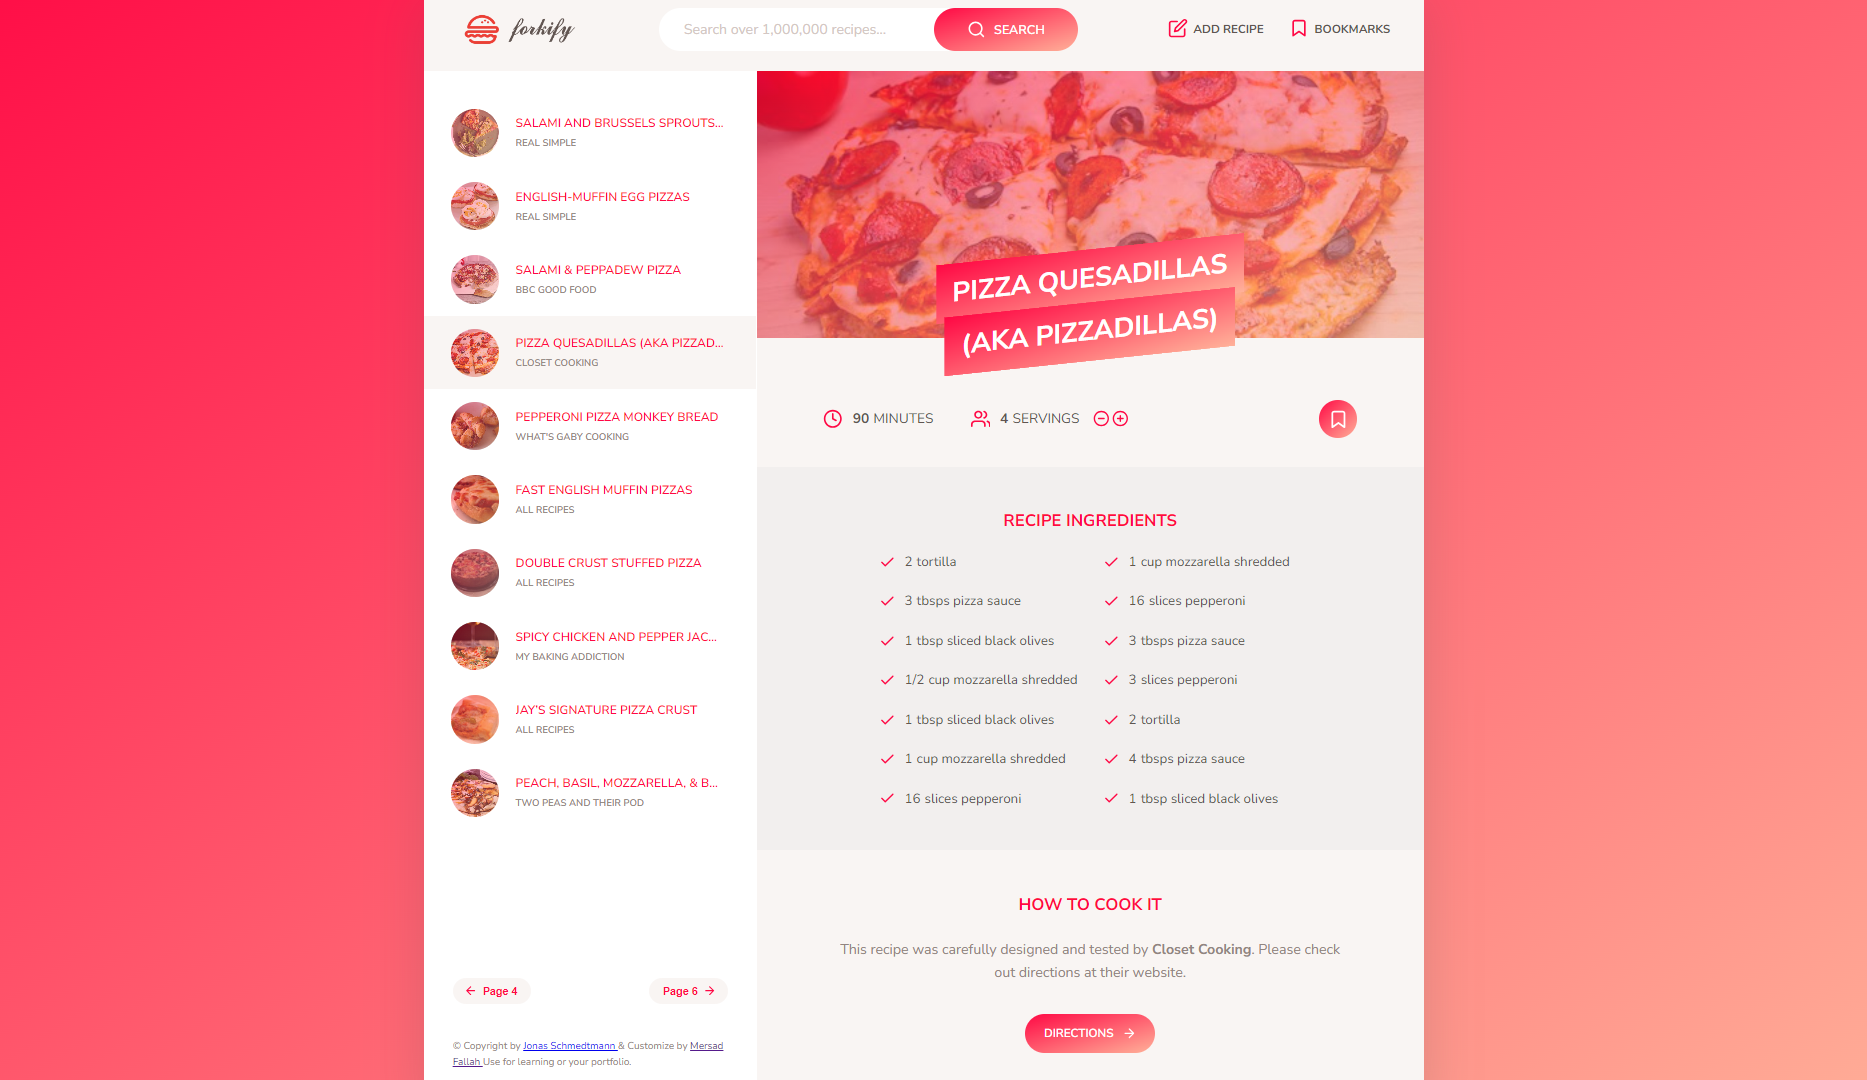 forkify
Search over 1,000,000 recipes...
SEARCH
ADD RECIPE
BOOKMARKS
SALAMI AND BRUSSELS SPROUTS...
REAL SIMPLE
ENGLISH-MUFFIN EGG PIZZAS
REAL SIMPLE
SALAMI & PEPPADEW PIZZA
BBC GOOD FOOD
PIZZA QUESADILLAS (AKA PIZZAD...
CLOSET COOKING
PEPPERONI PIZZA MONKEY BREAD
WHAT'S GABY COOKING
FAST ENGLISH MUFFIN PIZZAS
ALL RECIPES
DOUBLE CRUST STUFFED PIZZA
ALL RECIPES
SPICY CHICKEN AND PEPPER JAC...
MY BAKING ADDICTION
JAY'S SIGNATURE PIZZA CRUST
ALL RECIPES
PEACH, BASIL, MOZZARELLA, & B...
TWO PEAS AND THEIR POD
Page 4
Page 6
© Copyright by Jonas Schmedtmann & Customize by Mersad
Fallah Use for learning or your portfolio.
PIZZA QUESADILLAS
(AKA PIZZADILLAS)
90 MINUTES
4 SERVINGS
RECIPE INGREDIENTS
2 tortilla
1 cup mozzarella shredded
3 tbsps pizza sauce
16 slices pepperoni
1 tbsp sliced black olives
3 tbsps pizza sauce
1/2 cup mozzarella shredded
3 slices pepperoni
1 tbsp sliced black olives
2 tortilla
1 cup mozzarella shredded
4 tbsps pizza sauce
16 slices pepperoni
1 tbsp sliced black olives
HOW TO COOK IT
This recipe was carefully designed and tested by Closet Cooking. Please check
out directions at their website.
DIRECTIONS